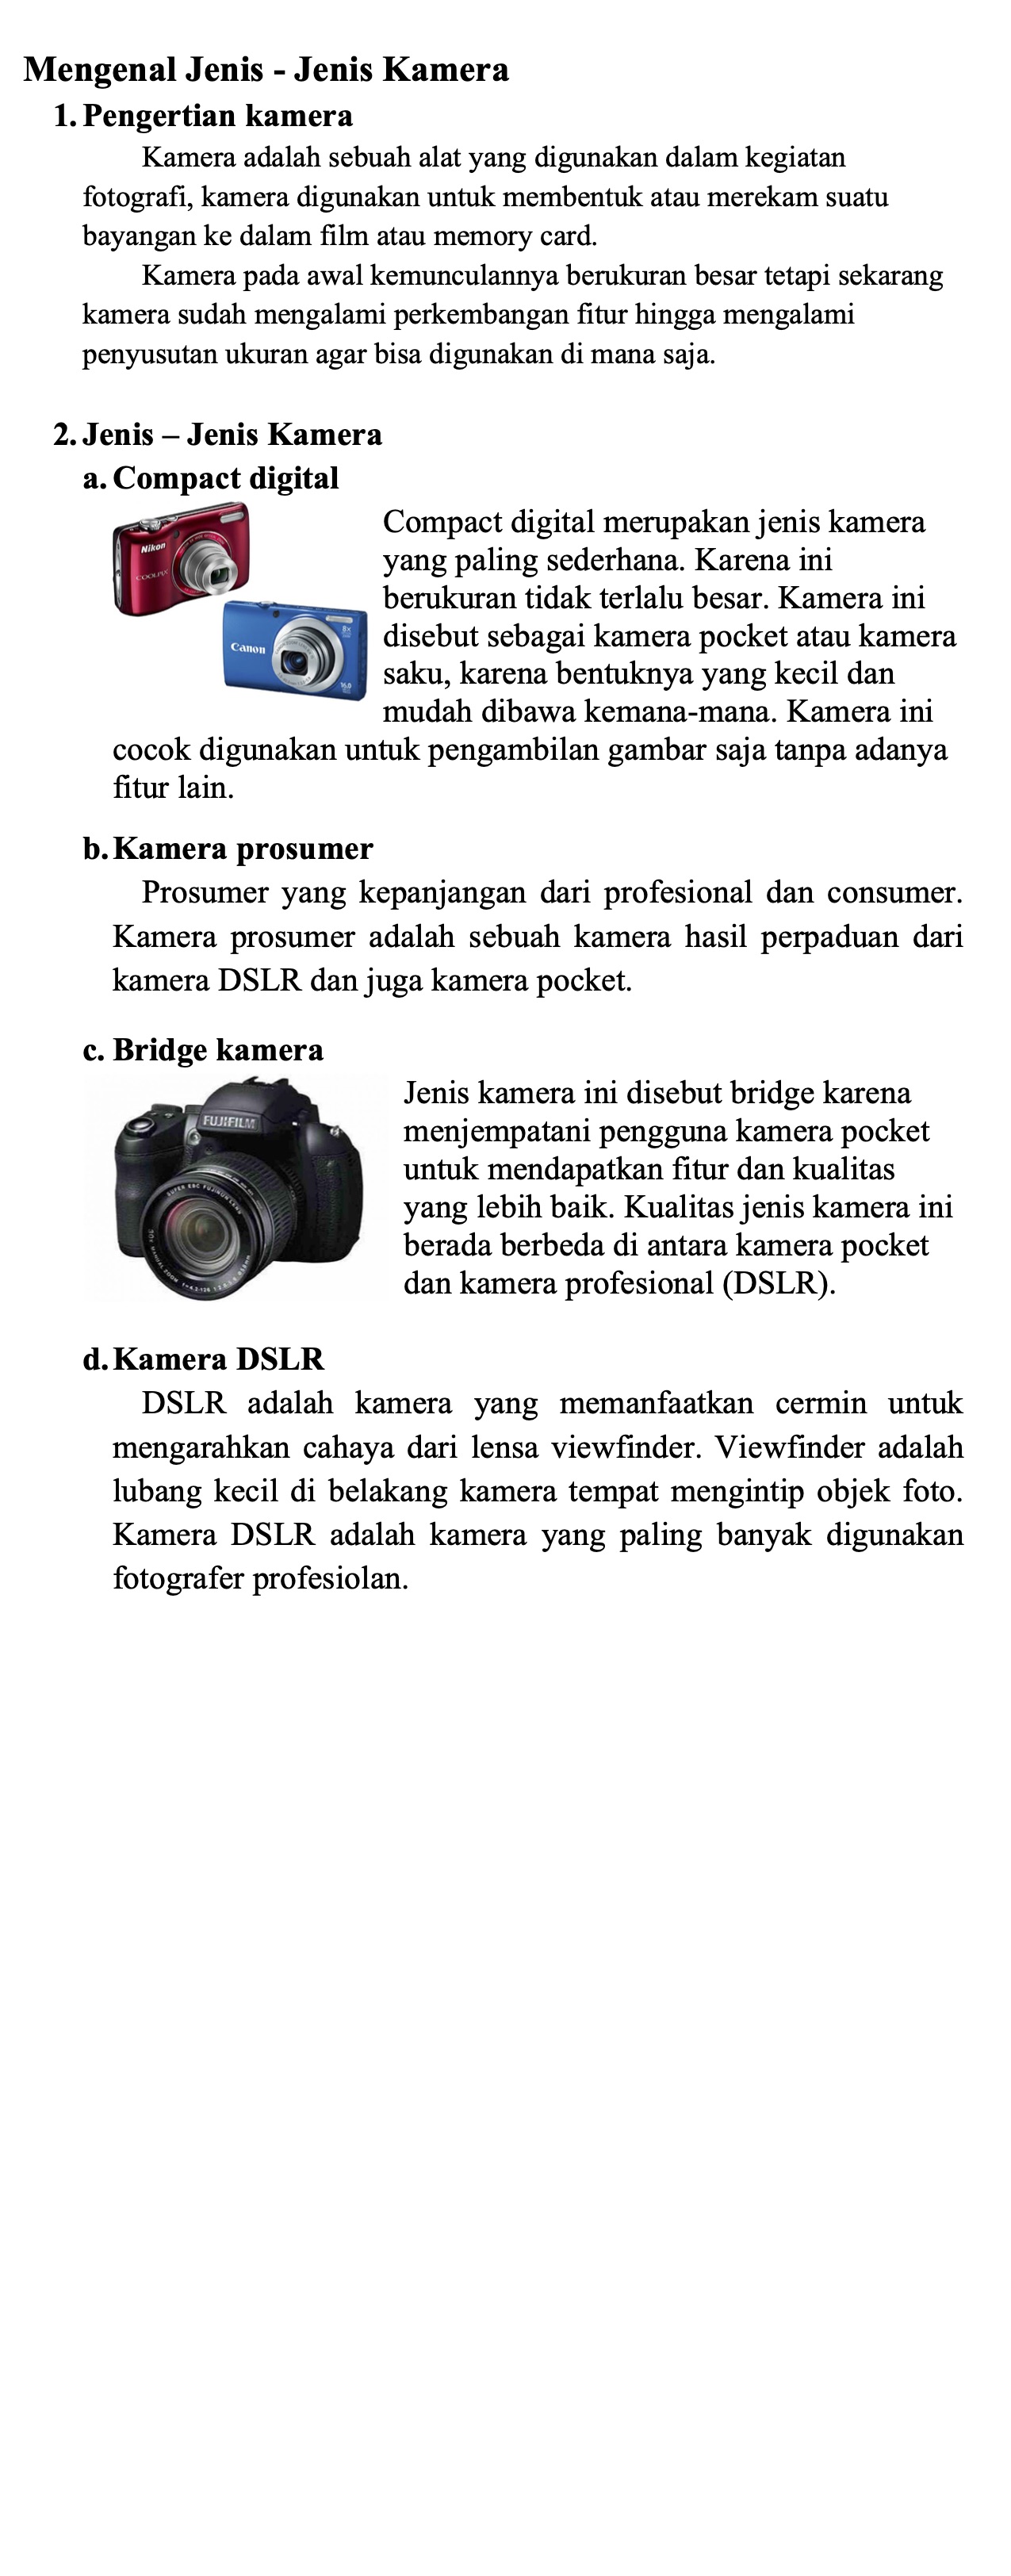 Mengenal Jenis - Jenis Kamera
1. Pengertian kamera
Kamera adalah sebuah alat yang digunakan dalam kegiatan
fotografi, kamera digunakan untuk membentuk atau merekam suatu
bayangan ke dalam film atau memory card.
Kamera pada awal kemunculannya berukuran besar tetapi sekarang
kamera sudah mengalami perkembangan fitur hingga mengalami
penyusutan ukuran agar bisa digunakan di mana saja.
2. Jenis – Jenis Kamera
a. Compact digital
Nikon
COOLPIX
Canon
8x
16.0
Compact digital merupakan jenis kamera
yang paling sederhana. Karena ini
berukuran tidak terlalu besar. Kamera ini
disebut sebagai kamera pocket atau kamera
saku, karena bentuknya yang kecil dan
mudah dibawa kemana-mana. Kamera ini
cocok digunakan untuk pengambilan gambar saja tanpa adanya
fitur lain.
b. Kamera prosumer
Prosumer yang kepanjangan dari profesional dan consumer.
Kamera prosumer adalah sebuah kamera hasil perpaduan dari
kamera DSLR dan juga kamera pocket.
c. Bridge kamera
FUJIFILM
SUPER EBC FUJINON LENS
Jenis kamera ini disebut bridge karena
menjempatani pengguna kamera pocket
untuk mendapatkan fitur dan kualitas
yang lebih baik. Kualitas jenis kamera ini
berada berbeda di antara kamera pocket
dan kamera profesional (DSLR).
d. Kamera DSLR
DSLR adalah kamera yang memanfaatkan cermin untuk
mengarahkan cahaya dari lensa viewfinder. Viewfinder adalah
lubang kecil di belakang kamera tempat mengintip objek foto.
Kamera DSLR adalah kamera yang paling banyak digunakan
fotografer profesiolan.